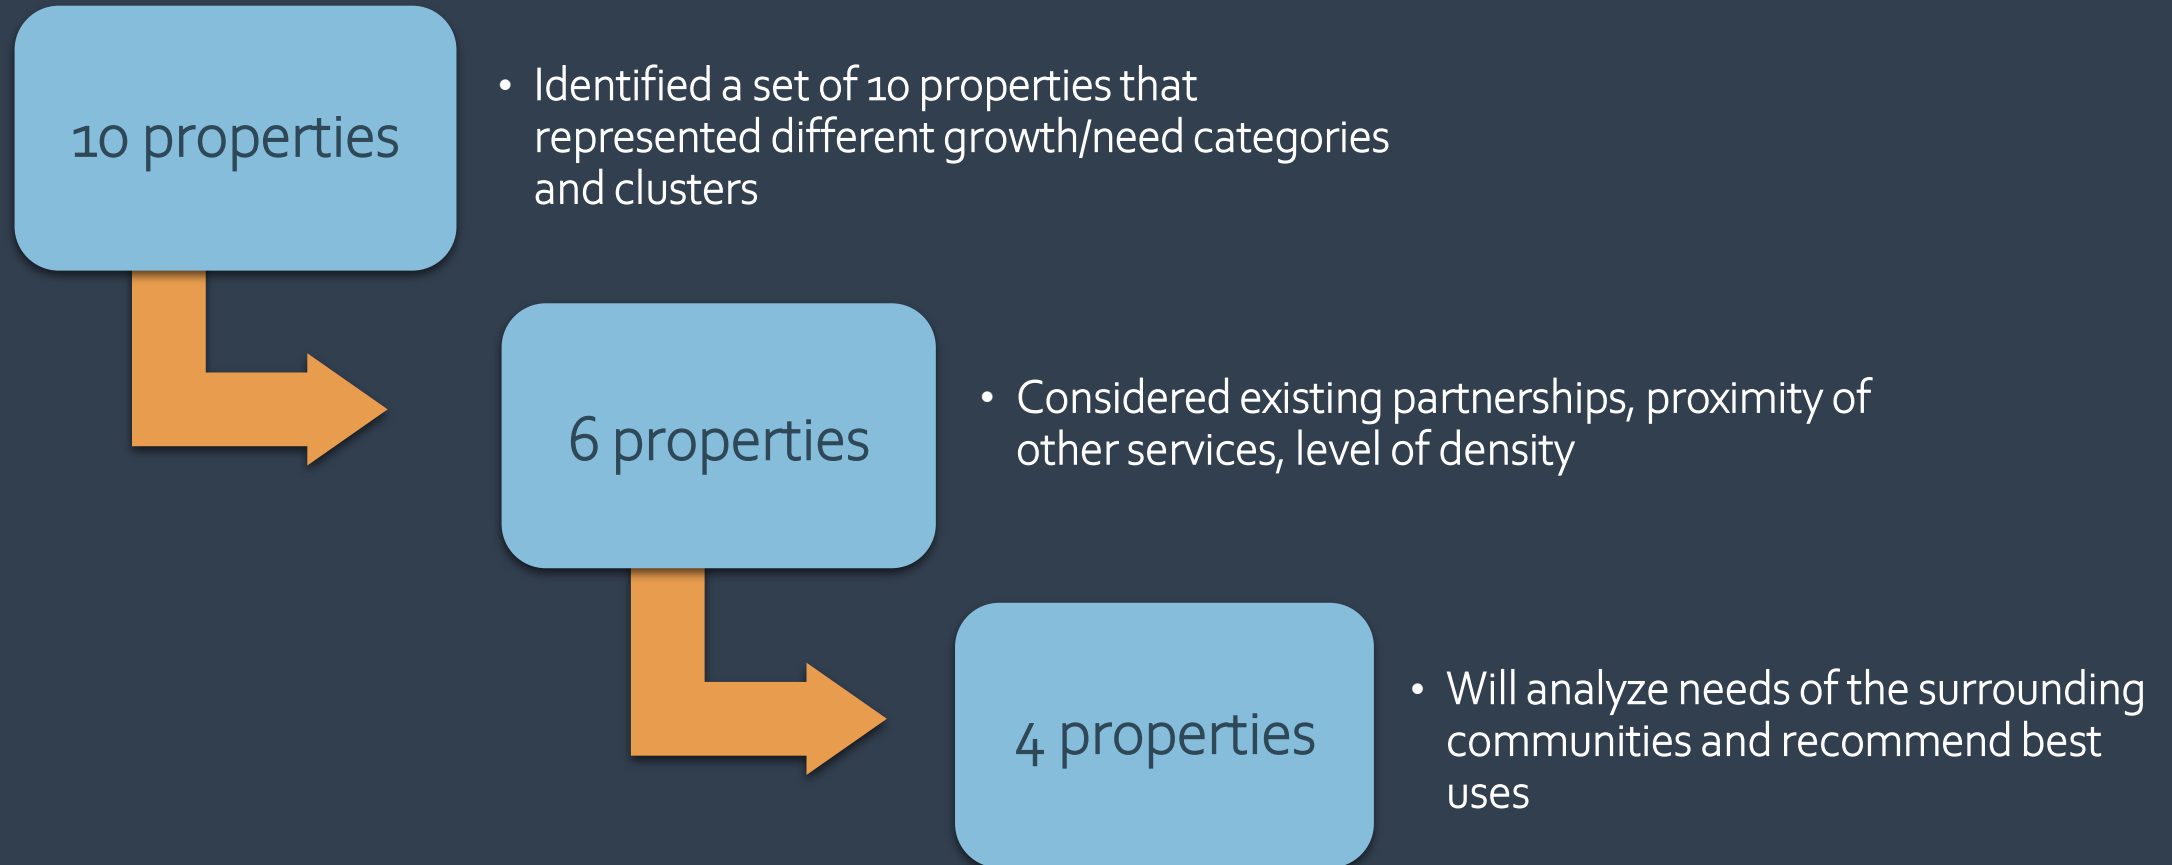 10 properties
• Identified a set of 10 properties that
represented different growth/need categories
and clusters
6 properties
• Considered existing partnerships, proximity of
other services, level of density
4 properties
• Will analyze needs of the surrounding
communities and recommend best
uses